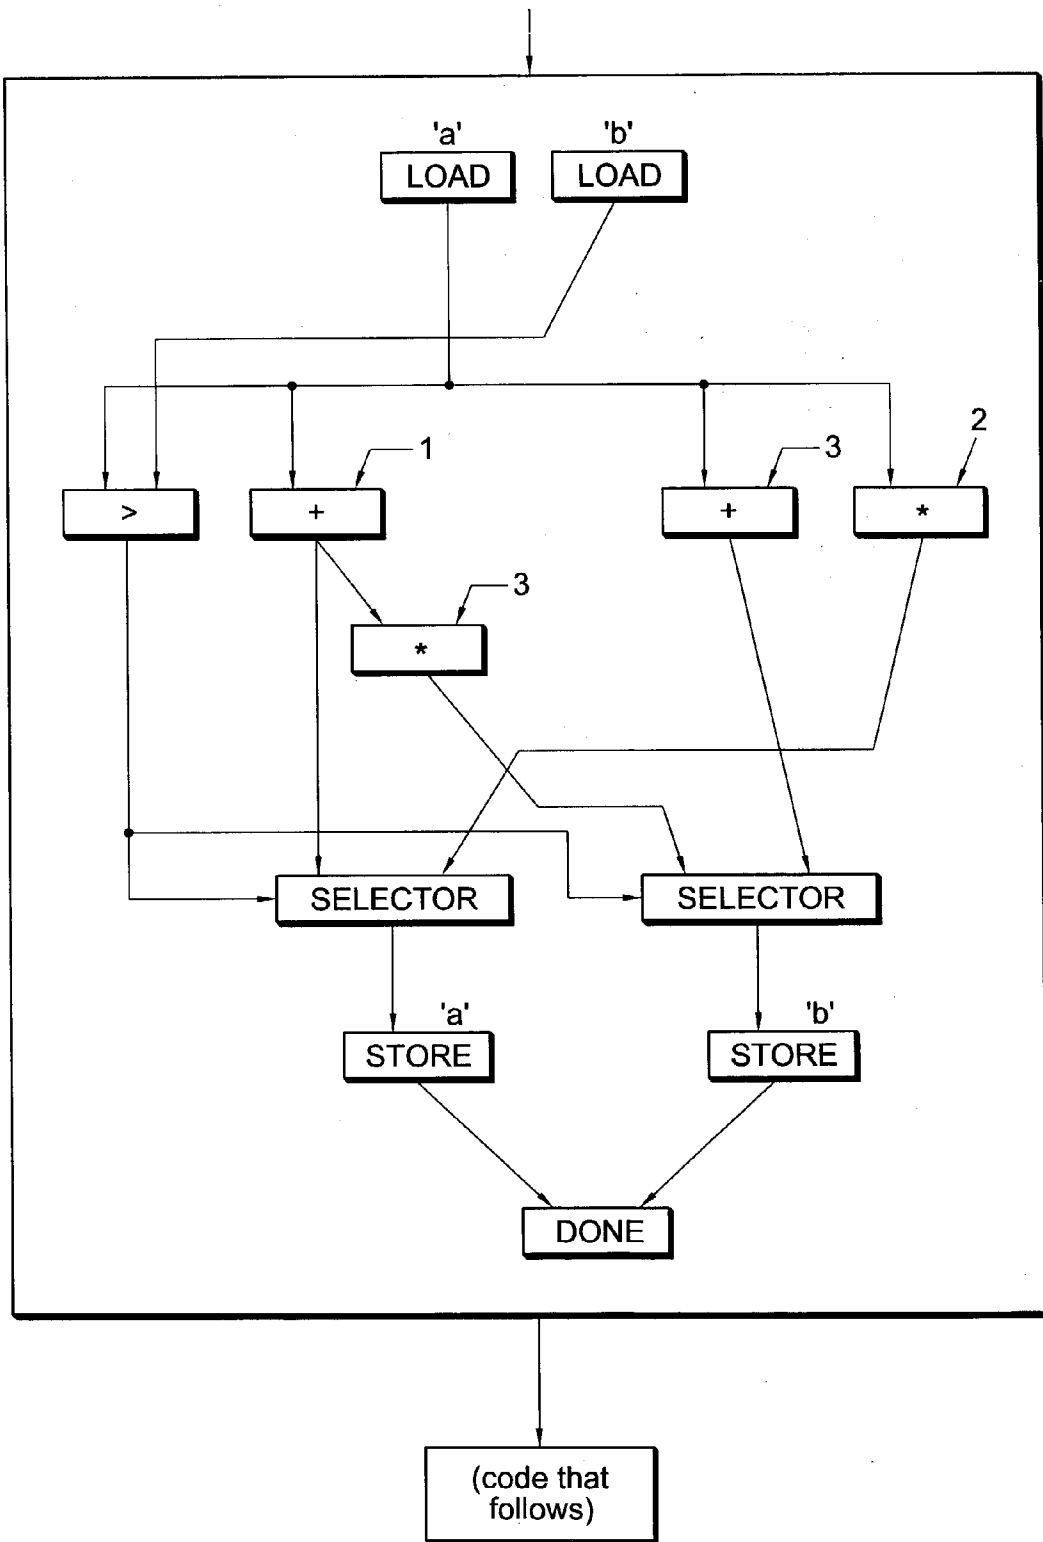 'a' 'b'
LOAD LOAD
1 3 2
> + + *
3
*
SELECTOR SELECTOR
'a' 'b'
STORE STORE
DONE
(code that
follows)